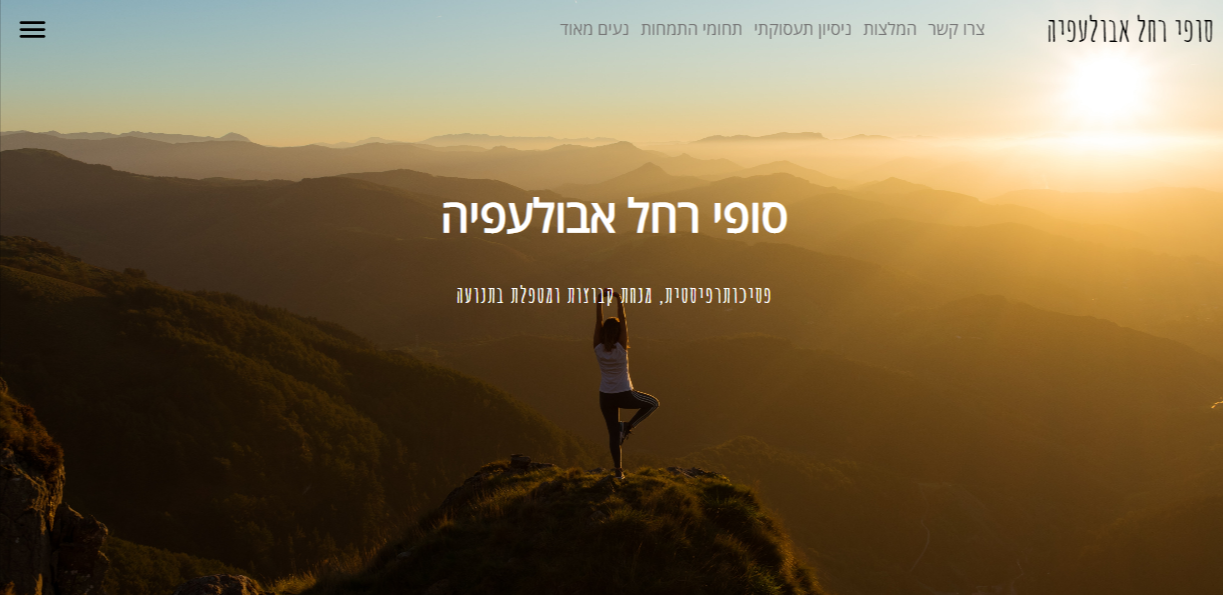 סופי רחל אבולעפיה
צרו קשר המלצות ניסיון תעסוקתי תחומי התמחות נעים מאוד
סופי רחל אבולעפיה
פסיכותרפיסטית, מנחת קבוצות ומטפלת בתנועה